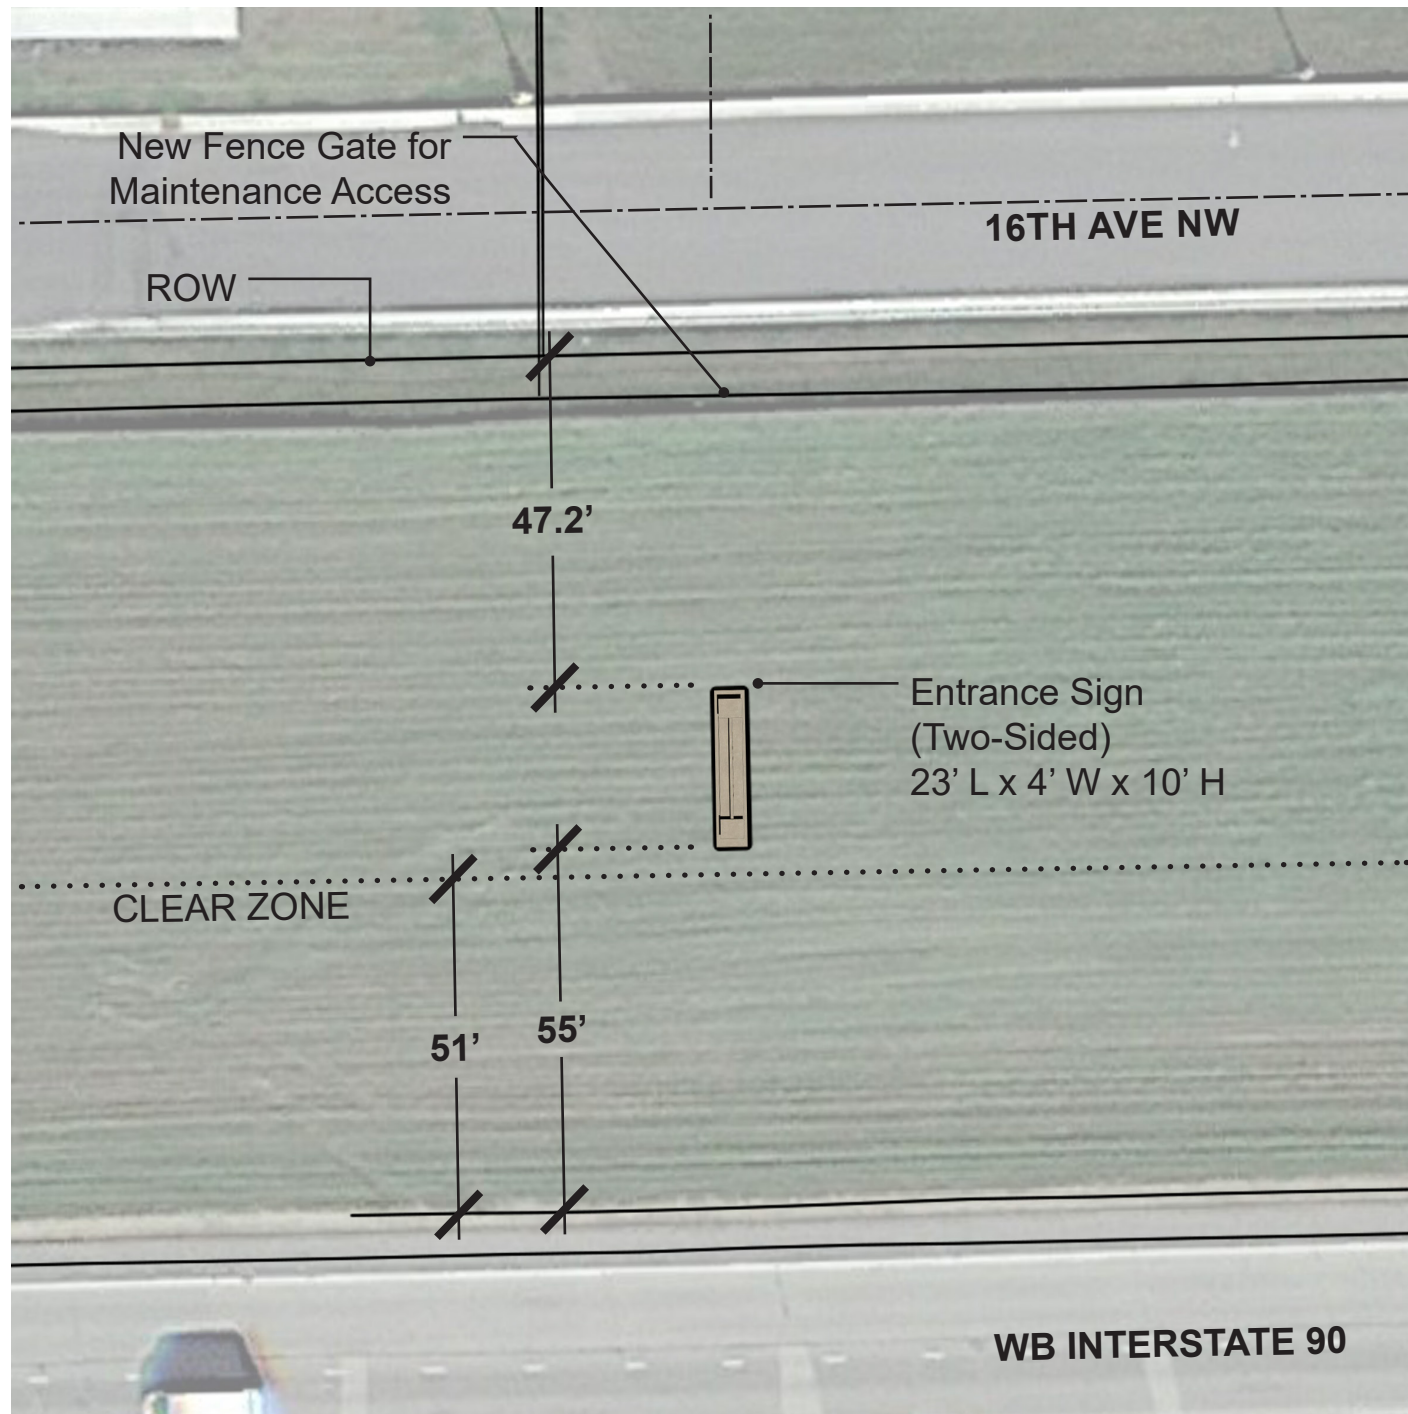 New Fence Gate for
Maintenance Access
16TH AVE NW
ROW
47.2’
Entrance Sign
(Two-Sided)
23’ L x 4’ W x 10’ H
CLEAR ZONE
51’
55’
WB INTERSTATE 90